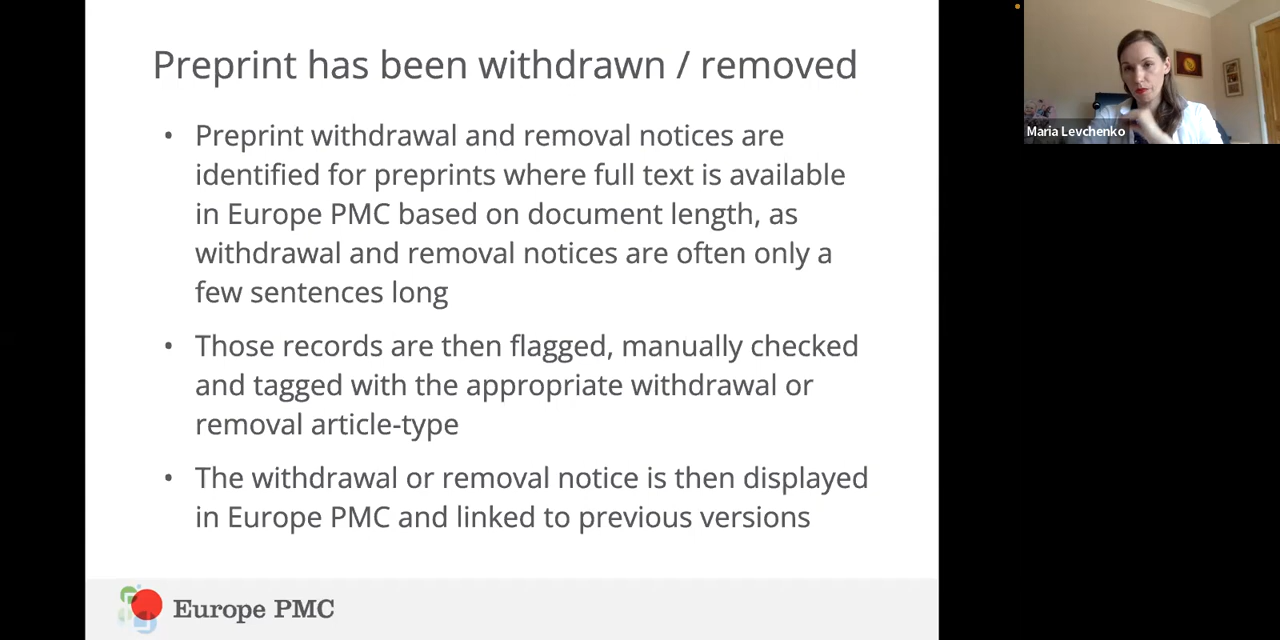 Preprint has been withdrawn / removed
• Preprint withdrawal and removal notices are
identified for preprints where full text is available
in Europe PMC based on document length, as
withdrawal and removal notices are often only a
few sentences long
• Those records are then flagged, manually checked
and tagged with the appropriate withdrawal or
removal article-type
• The withdrawal or removal notice is then displayed
in Europe PMC and linked to previous versions
Europe PMC
Maria Levchenko